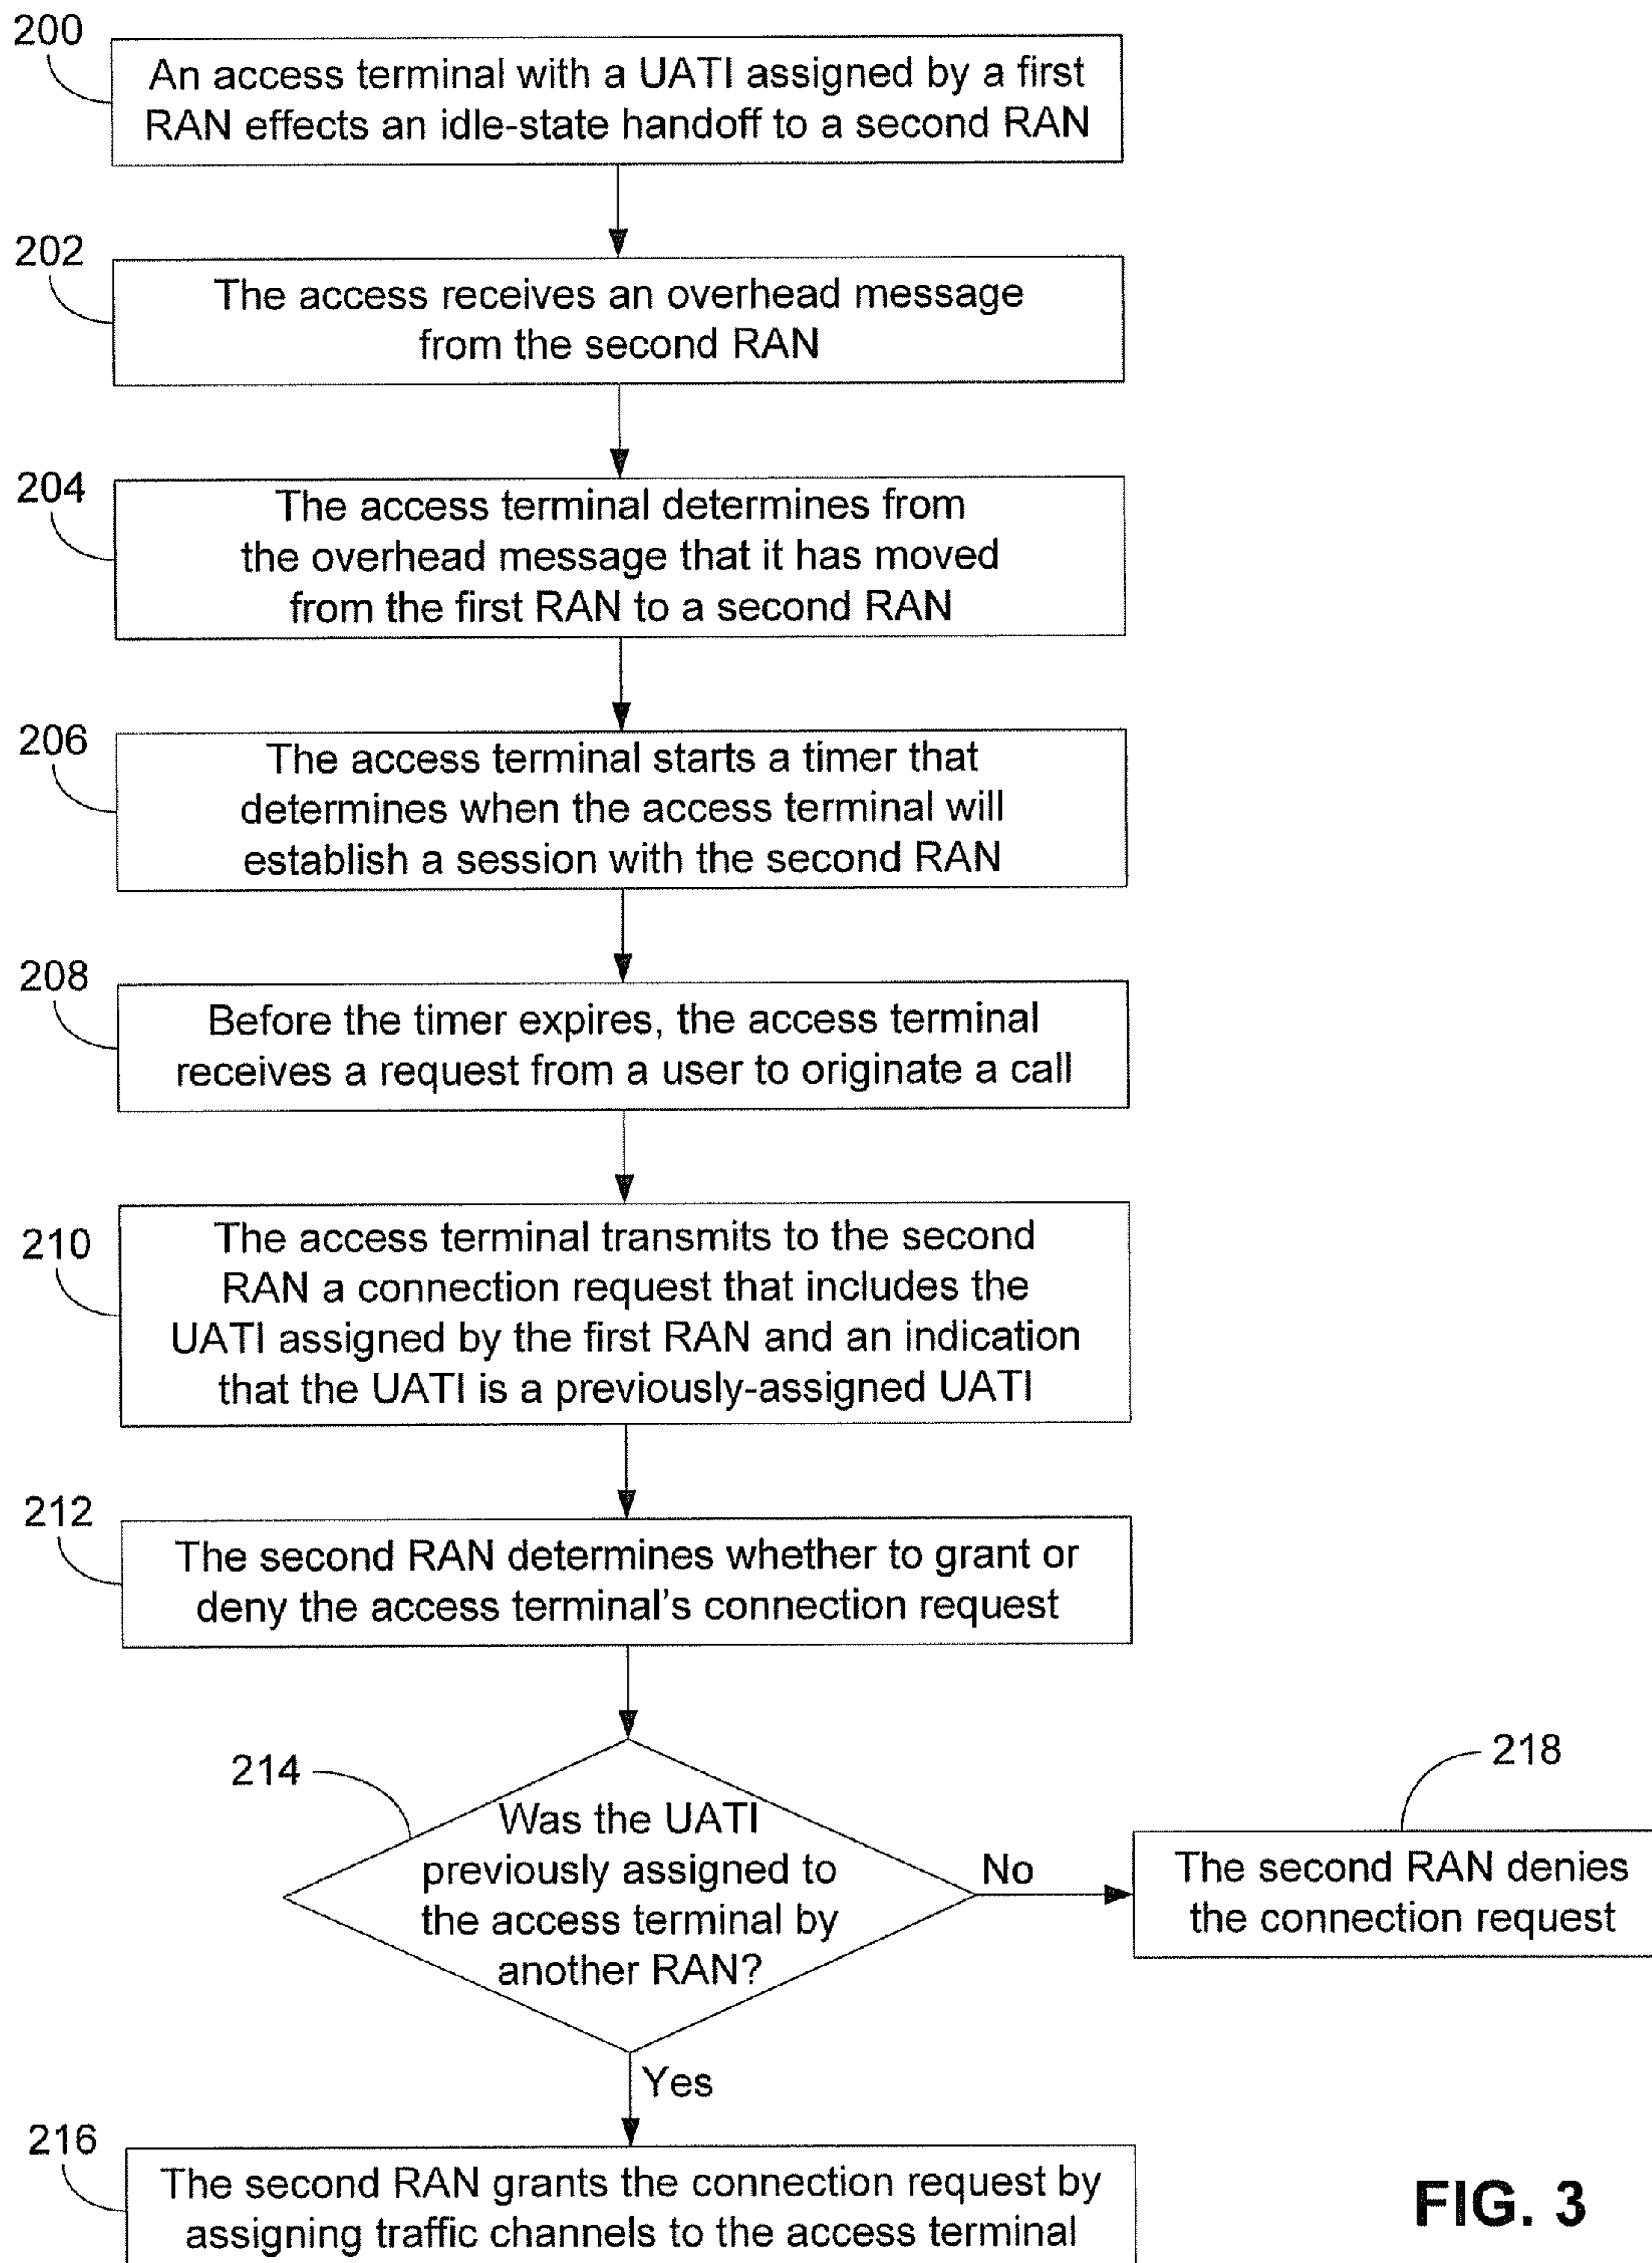 200
An access terminal with a UATI assigned by a first
RAN effects an idle-state handoff to a second RAN
202
The access receives an overhead message
from the second RAN
204
The access terminal determines from
the overhead message that it has moved
from the first RAN to a second RAN
206
The access terminal starts a timer that
determines when the access terminal will
establish a session with the second RAN
208
Before the timer expires, the access terminal
receives a request from a user to originate a call
210
The access terminal transmits to the second
RAN a connection request that includes the
UATI assigned by the first RAN and an indication
that the UATI is a previously-assigned UATI
212
The second RAN determines whether to grant or
deny the access terminal's connection request
214
Was the UATI
previously assigned to
the access terminal by
another RAN?
No
218
The second RAN denies
the connection request
Yes
216
The second RAN grants the connection request by
assigning traffic channels to the access terminal
FIG. 3